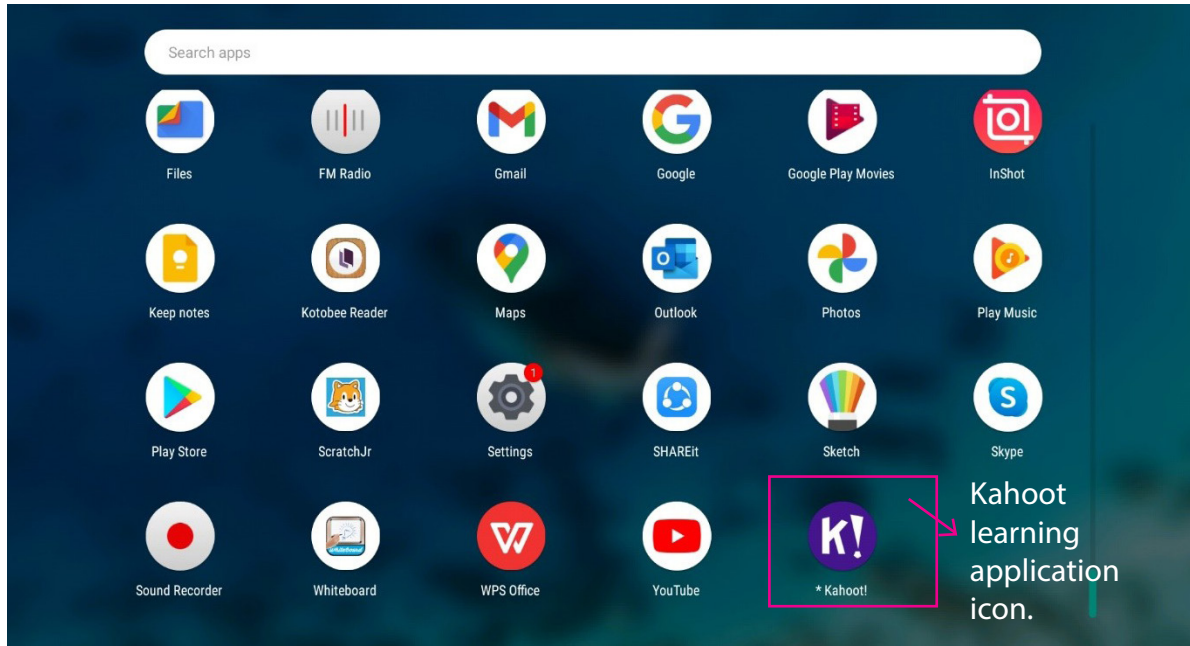 Search apps
Files
FM Radio
Gmail
Google
Google Play Movies
InShot
Keep notes
Kotobee Reader
Maps
Outlook
Photos
Play Music
Play Store
ScratchJr
1
Settings
SHAREit
Sketch
S
Skype
Sound Recorder
Whiteboard
WPS Office
YouTube
K!
* Kahoot!
Kahoot
learning
application
icon.